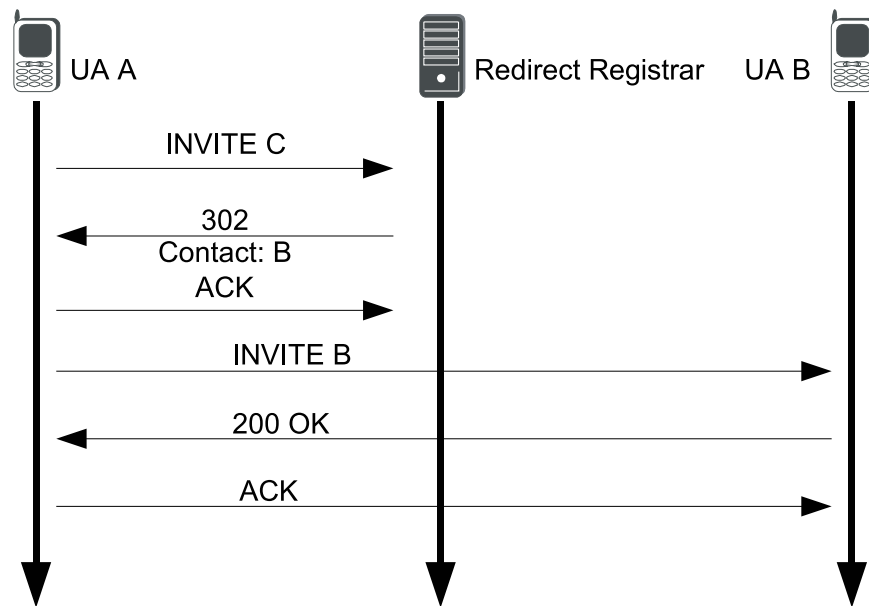 UA A
Redirect Registrar
UA B
INVITE C
302
Contact: B
ACK
INVITE B
200 OK
ACK